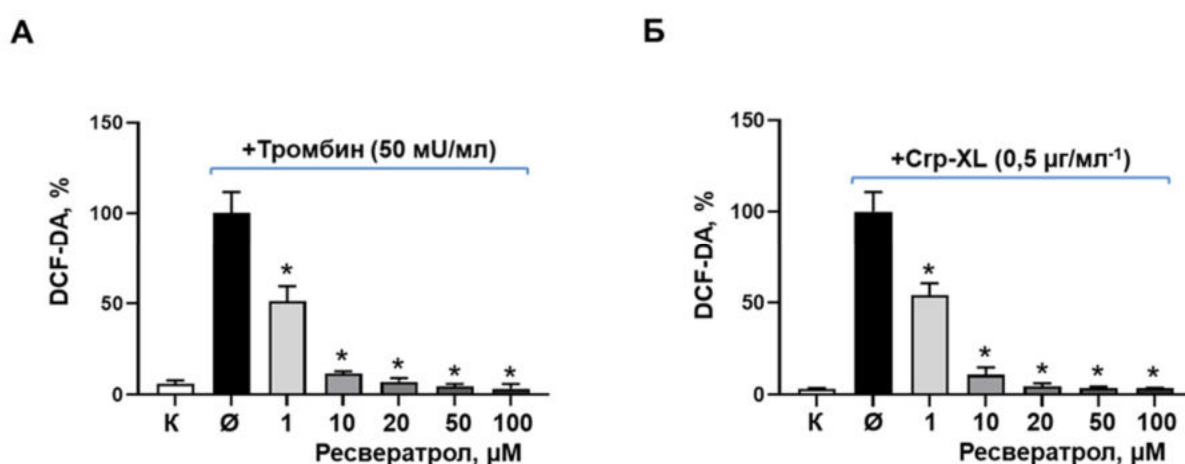 А
150
100
50
0
DCF-DA, %
+Тромбин (50 мU/мл)
*
*
*
*
*
К Ø 1 10 20 50 100
Ресвератрол, µМ
Б
150
100
50
0
DCF-DA, %
+Crp-XL (0,5 µг/мл⁻¹)
*
*
*
*
*
К Ø 1 10 20 50 100
Ресвератрол, µМ